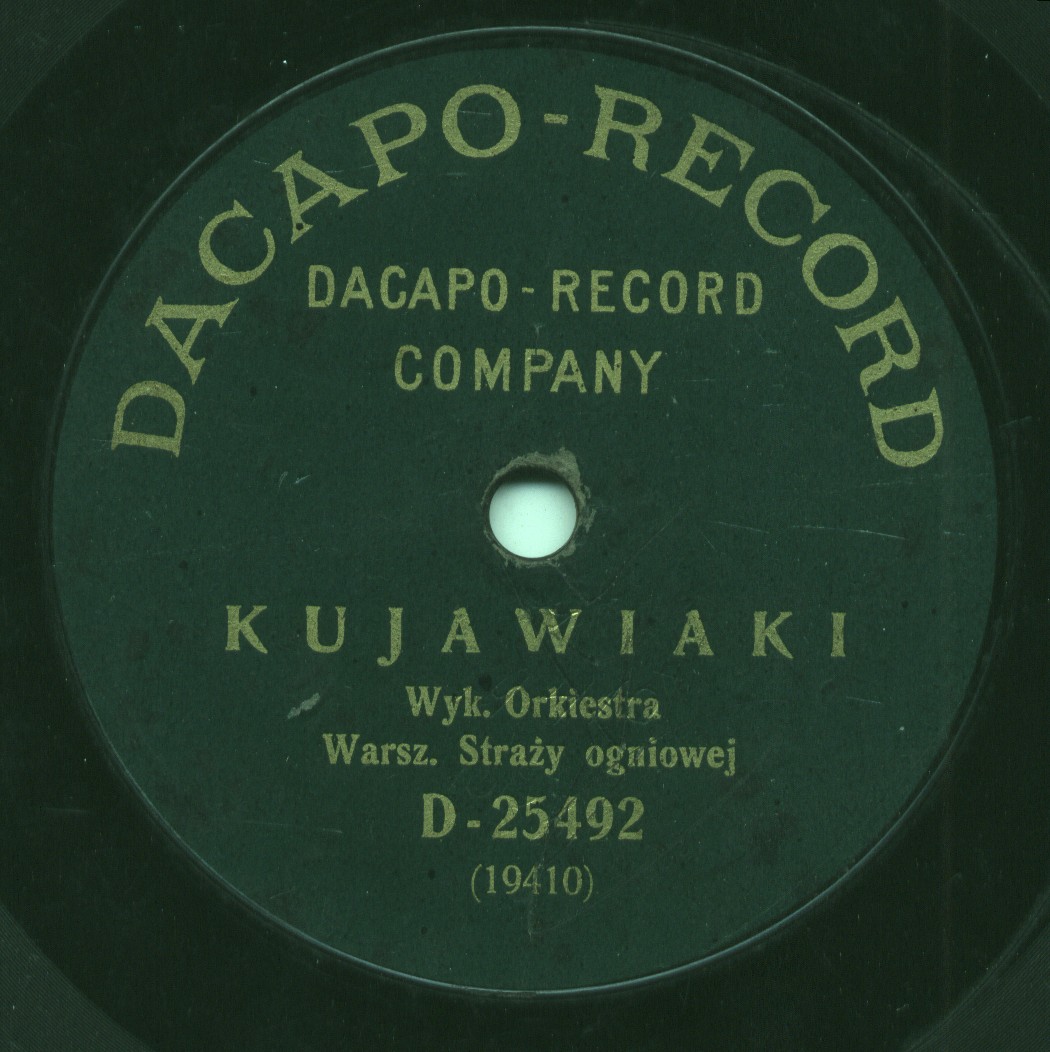 DACAPO-RECORD
DACAPO-RECORD
COMPANY
KUJAWIAKI
Wyk. Orkiestra
Warsz. Straży ogniowej
D-25492
(19410)